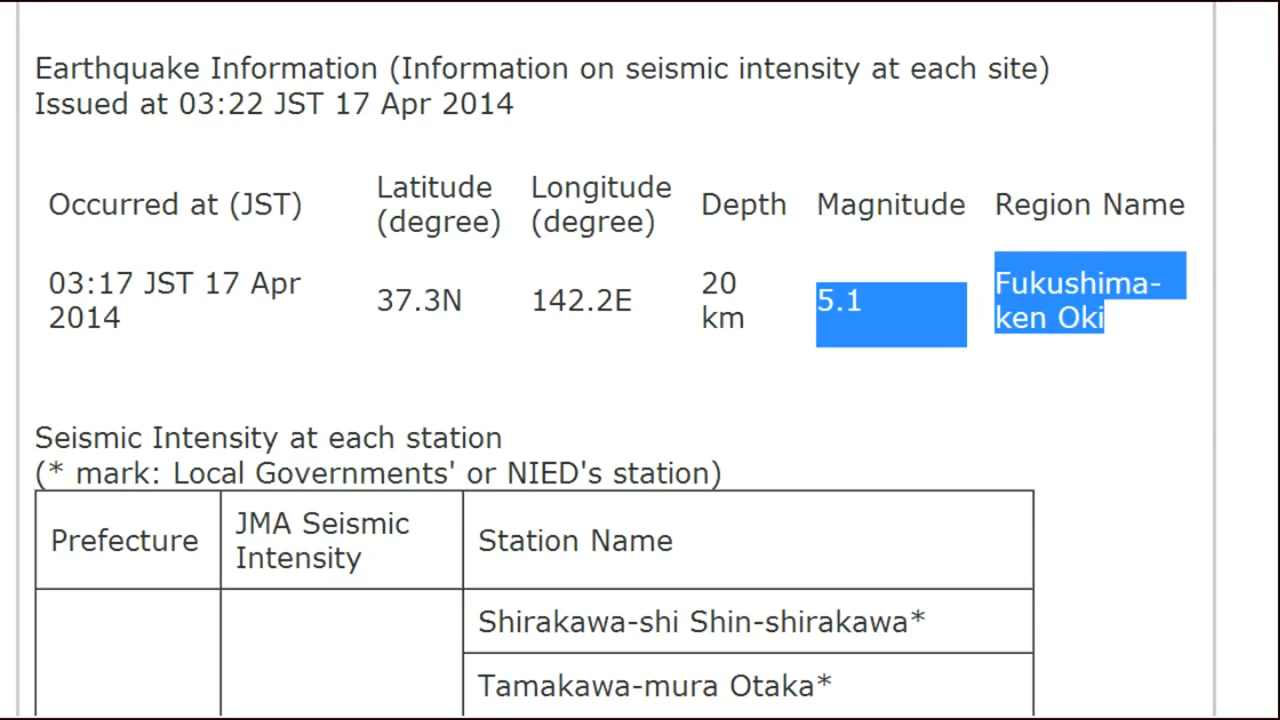 Earthquake Information (Information on seismic intensity at each site)
Issued at 03:22 JST 17 Apr 2014
Occurred at (JST)
Latitude
(degree)
Longitude
(degree)
Depth
Magnitude
Region Name
03:17 JST 17 Apr
2014
37.3N
142.2E
20
km
5.1
Fukushima-
ken Oki
Seismic Intensity at each station
(* mark: Local Governments' or NIED's station)
Prefecture
JMA Seismic
Intensity
Station Name
Shirakawa-shi Shin-shirakawa*
Tamakawa-mura Otaka*